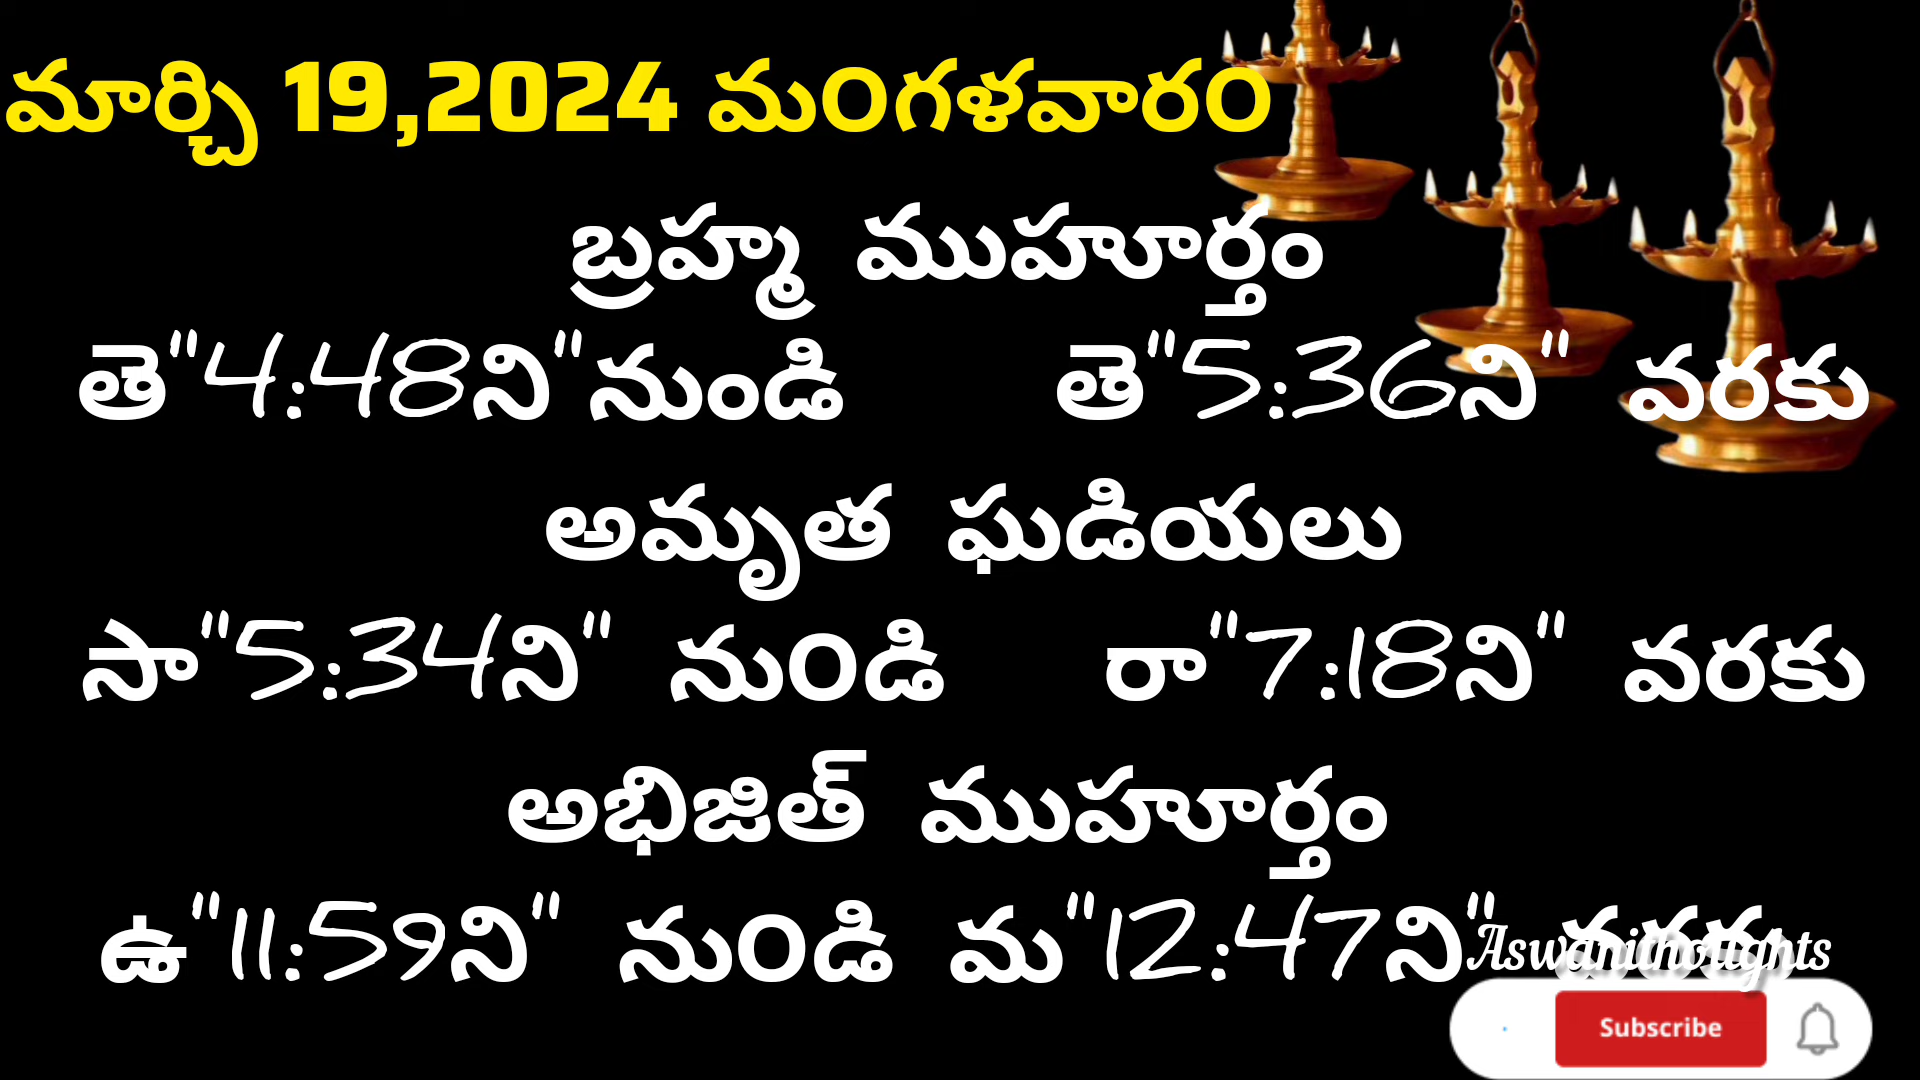 మార్చి 19,2024 మంగళవారం
బ్రహ్మ ముహూర్తం
తె"4:48ని"నుండి తె"5:36ని" వరకు
అమృత ఘడియలు
సా"5:34ని" నుండి రా"7:18ని" వరకు
అభిజిత్ ముహూర్తం
ఉ"11:59ని" నుండి మ"12:47ని"
Aswanithoughts
Subscribe